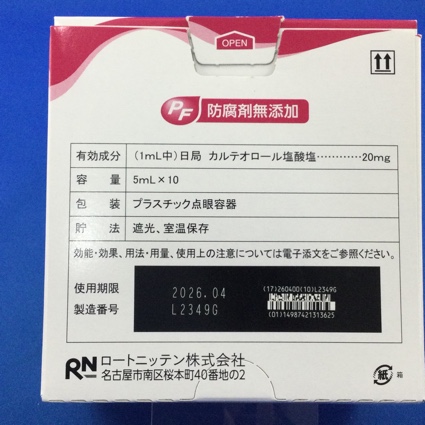 OPEN
PF 防腐剤無添加
有効成分 (1mL中)日局 カルテオロール塩酸塩…………20mg
容量 5mL×10
包装 プラスチック点眼容器
貯法 遮光、室温保存
効能・効果、用法・用量、使用上の注意については電子添文をご参照ください。
使用期限 2026.04
製造番号 L2349G
(17)260400(10)L2349G
(01)14987421313625
RN ロートニッテン株式会社
名古屋市南区桜本町40番地の2
紙 箱